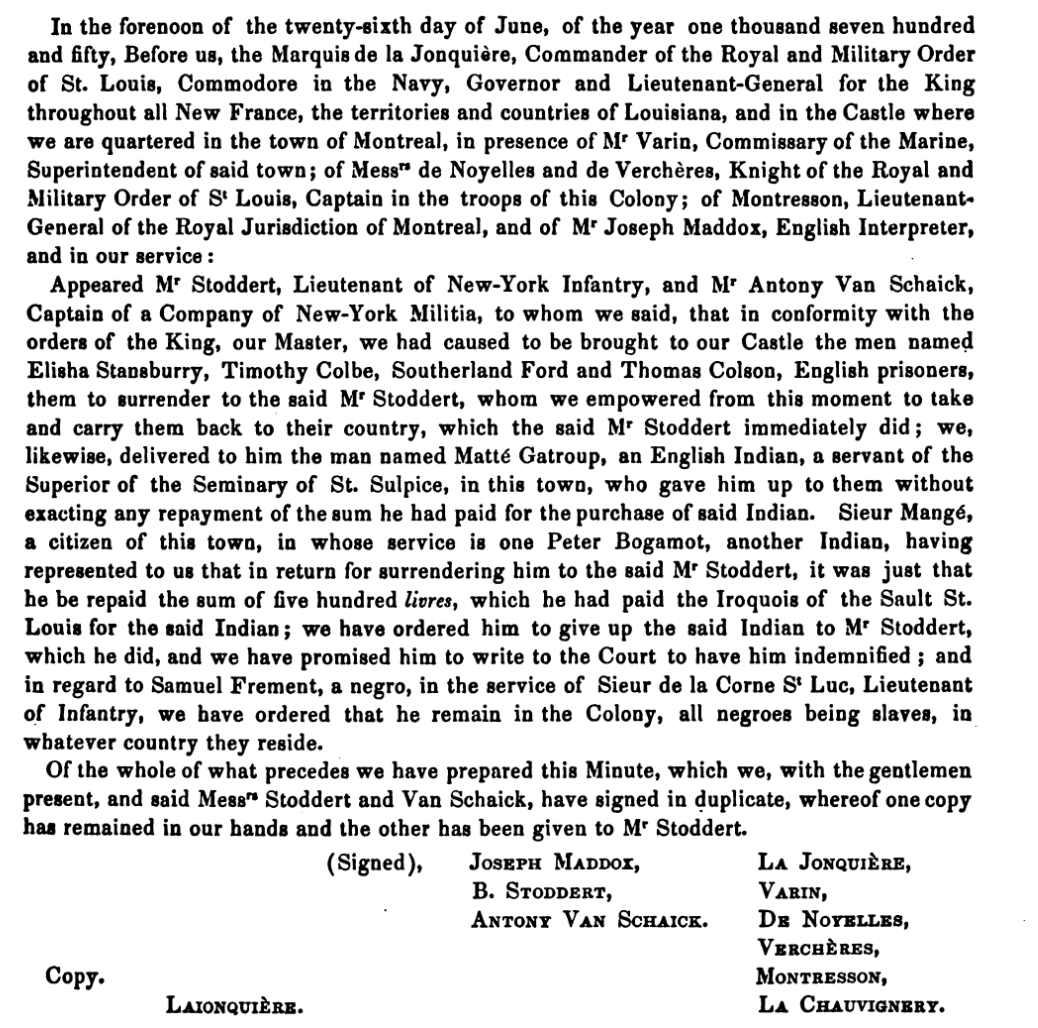 In the forenoon of the twenty-sixth day of June, of the year one thousand seven hundred
and fifty, Before us, the Marquis de la Jonquière, Commander of the Royal and Military Order
of St. Louis, Commodore in the Navy, Governor and Lieutenant-General for the King
throughout all New France, the territories and countries of Louisiana, and in the Castle where
we are quartered in the town of Montreal, in presence of Mʳ Varin, Commissary of the Marine,
Superintendent of said town; of Messʳˢ de Noyelles and de Verchères, Knight of the Royal and
Military Order of Sᵗ Louis, Captain in the troops of this Colony; of Montresson, Lieutenant-
General of the Royal Jurisdiction of Montreal, and of Mʳ Joseph Maddox, English Interpreter,
and in our service:
Appeared Mʳ Stoddert, Lieutenant of New-York Infantry, and Mʳ Antony Van Schaick,
Captain of a Company of New-York Militia, to whom we said, that in conformity with the
orders of the King, our Master, we had caused to be brought to our Castle the men named
Elisha Stansburry, Timothy Colbe, Southerland Ford and Thomas Colson, English prisoners,
them to surrender to the said Mʳ Stoddert, whom we empowered from this moment to take
and carry them back to their country, which the said Mʳ Stoddert immediately did; we,
likewise, delivered to him the man named Matté Gatroup, an English Indian, a servant of the
Superior of the Seminary of St. Sulpice, in this town, who gave him up to them without
exacting any repayment of the sum he had paid for the purchase of said Indian. Sieur Mangé,
a citizen of this town, in whose service is one Peter Bogamot, another Indian, having
represented to us that in return for surrendering him to the said Mʳ Stoddert, it was just that
he be repaid the sum of five hundred livres, which he had paid the Iroquois of the Sault St.
Louis for the said Indian; we have ordered him to give up the said Indian to Mʳ Stoddert,
which he did, and we have promised him to write to the Court to have him indemnified; and
in regard to Samuel Frement, a negro, in the service of Sieur de la Corne Sᵗ Luc, Lieutenant
of Infantry, we have ordered that he remain in the Colony, all negroes being slaves, in
whatever country they reside.
Of the whole of what precedes we have prepared this Minute, which we, with the gentlemen
present, and said Messʳˢ Stoddert and Van Schaick, have signed in duplicate, whereof one copy
has remained in our hands and the other has been given to Mʳ Stoddert.
(Signed), Joseph Maddox, La Jonquière,
B. Stoddert, Varin,
Antony Van Schaick. De Noyelles,
Verchères,
Copy. Montresson,
Laionquière. La Chauvignery.